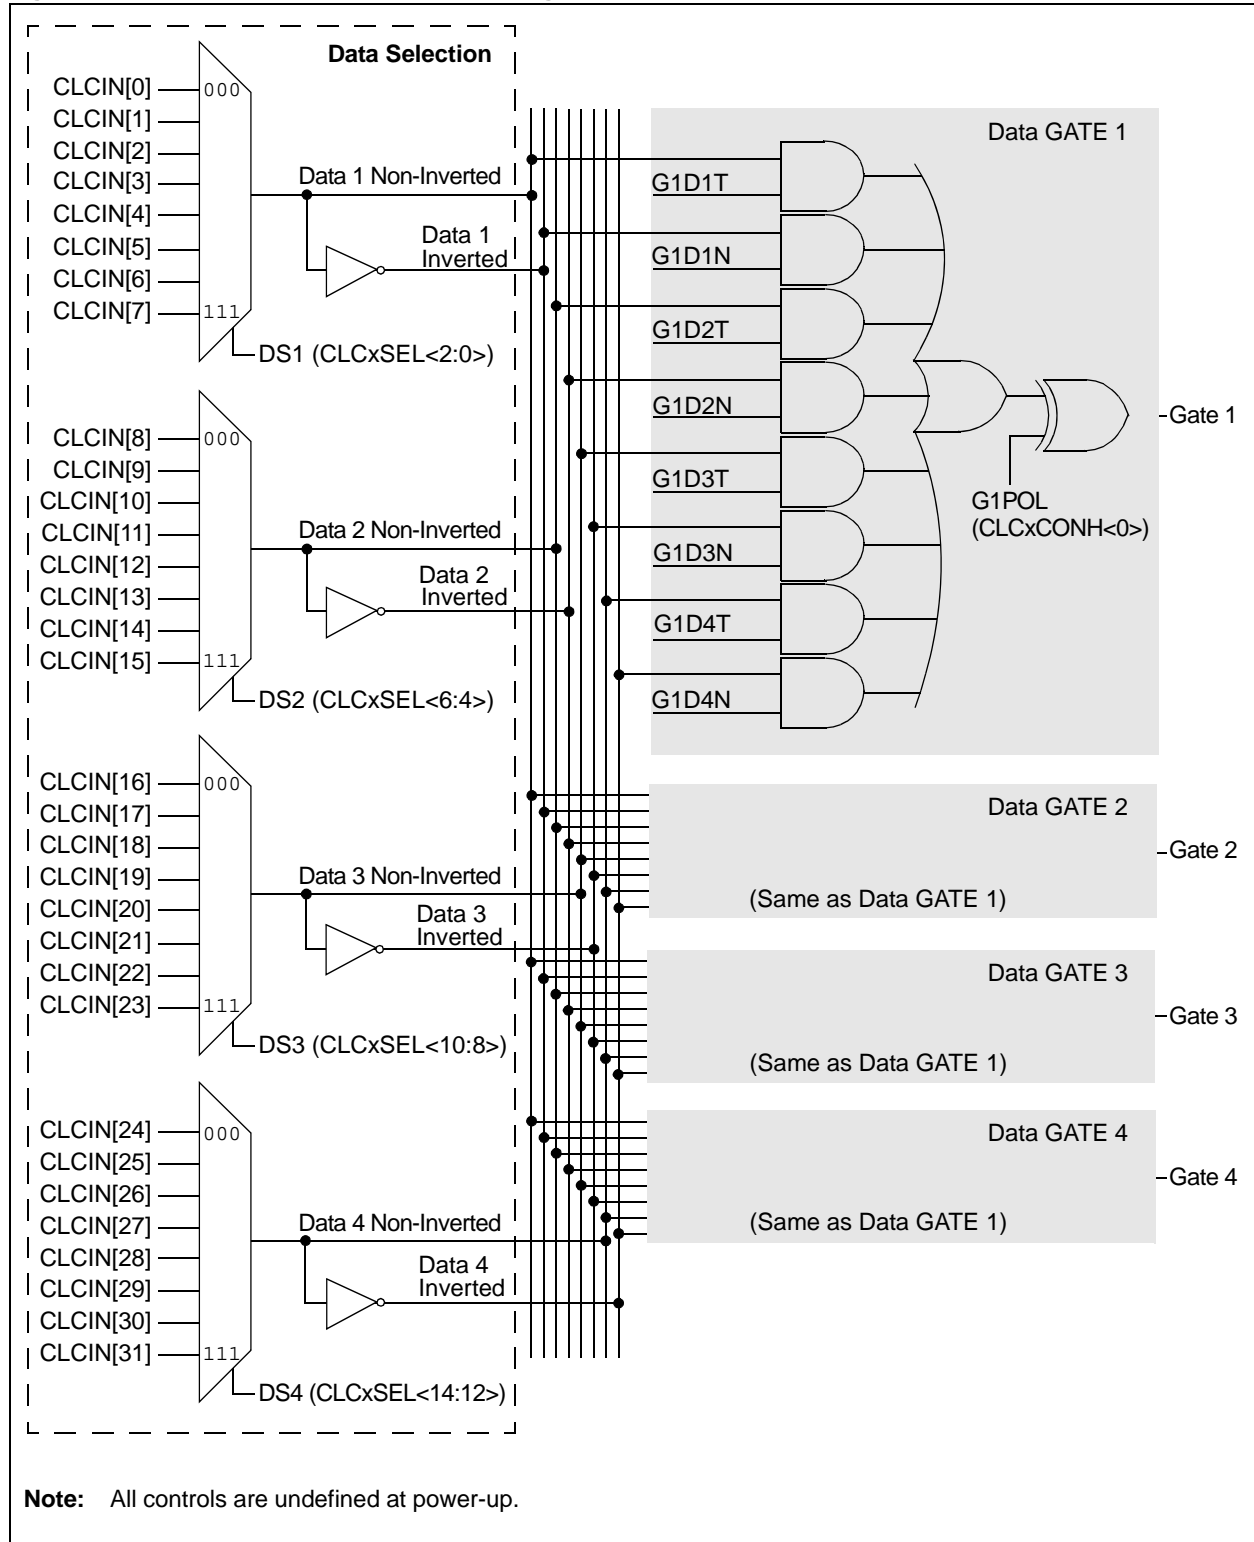 Data Selection
CLCIN[0]
CLCIN[1]
CLCIN[2]
CLCIN[3]
CLCIN[4]
CLCIN[5]
CLCIN[6]
CLCIN[7]
000
111
Data 1 Non-Inverted
Data 1
Inverted
DS1 (CLCxSEL<2:0>)
CLCIN[8]
CLCIN[9]
CLCIN[10]
CLCIN[11]
CLCIN[12]
CLCIN[13]
CLCIN[14]
CLCIN[15]
000
111
Data 2 Non-Inverted
Data 2
Inverted
DS2 (CLCxSEL<6:4>)
CLCIN[16]
CLCIN[17]
CLCIN[18]
CLCIN[19]
CLCIN[20]
CLCIN[21]
CLCIN[22]
CLCIN[23]
000
111
Data 3 Non-Inverted
Data 3
Inverted
DS3 (CLCxSEL<10:8>)
CLCIN[24]
CLCIN[25]
CLCIN[26]
CLCIN[27]
CLCIN[28]
CLCIN[29]
CLCIN[30]
CLCIN[31]
000
111
Data 4 Non-Inverted
Data 4
Inverted
DS4 (CLCxSEL<14:12>)
Data GATE 1
G1D1T
G1D1N
G1D2T
G1D2N
G1D3T
G1D3N
G1D4T
G1D4N
G1POL
(CLCxCONH<0>)
Gate 1
Data GATE 2
(Same as Data GATE 1)
Gate 2
Data GATE 3
(Same as Data GATE 1)
Gate 3
Data GATE 4
(Same as Data GATE 1)
Gate 4
Note: All controls are undefined at power-up.